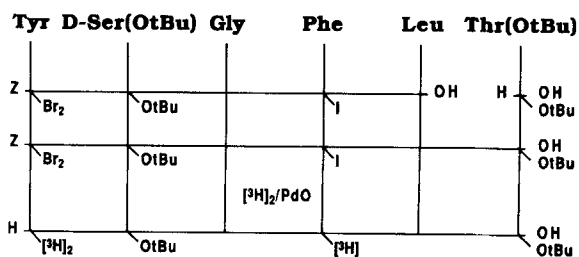 Tyr D-Ser(OtBu) Gly Phe Leu Thr(OtBu)
Z Br₂ OtBu I OH H OH OtBu
Z Br₂ OtBu I OH OtBu
[³H]₂/PdO
H [³H]₂ OtBu [³H] OH OtBu